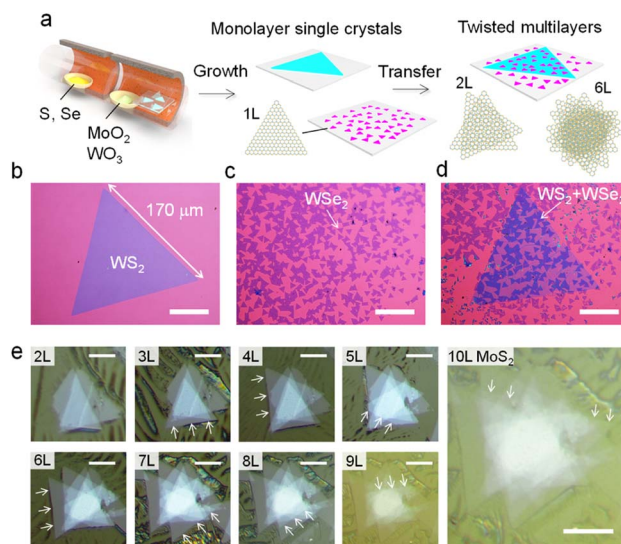 a
Monolayer single crystals
Twisted multilayers
Growth
Transfer
S, Se
MoO₂
WO₃
1L
2L
6L
b
170 μm
WS₂
c
WSe₂
d
WS₂+WSe₂
e
2L
3L
4L
5L
10L MoS₂
6L
7L
8L
9L